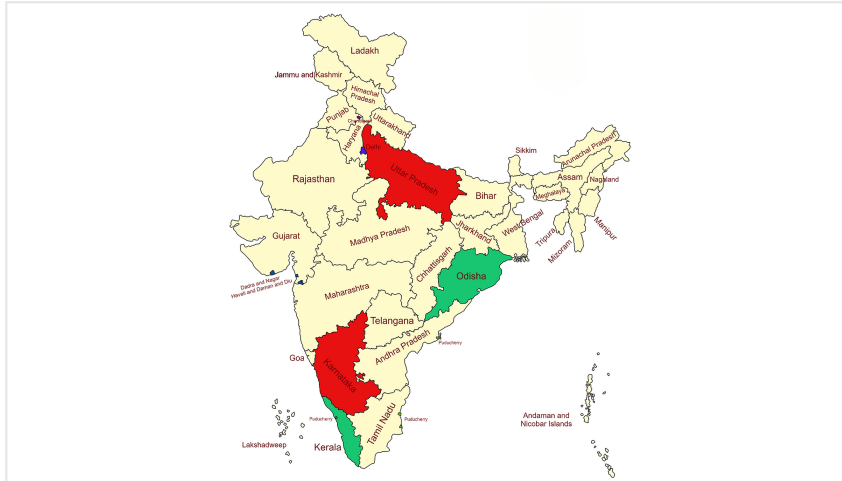 Ladakh
Jammu and Kashmir
Himachal
Pradesh
Punjab
Chandigarh
Uttarakhand
Haryana
Delhi
Uttar Pradesh
Rajasthan
Bihar
Sikkim
Arunachal Pradesh
Assam
Nagaland
Meghalaya
Manipur
Tripura
Mizoram
West Bengal
Jharkhand
Gujarat
Madhya Pradesh
Chhattisgarh
Odisha
Dadra and Nagar
Haveli and Daman and Diu
Maharashtra
Telangana
Andhra Pradesh
Puducherry
Goa
Karnataka
Puducherry
Puducherry
Tamil Nadu
Andaman and
Nicobar Islands
Lakshadweep
Kerala